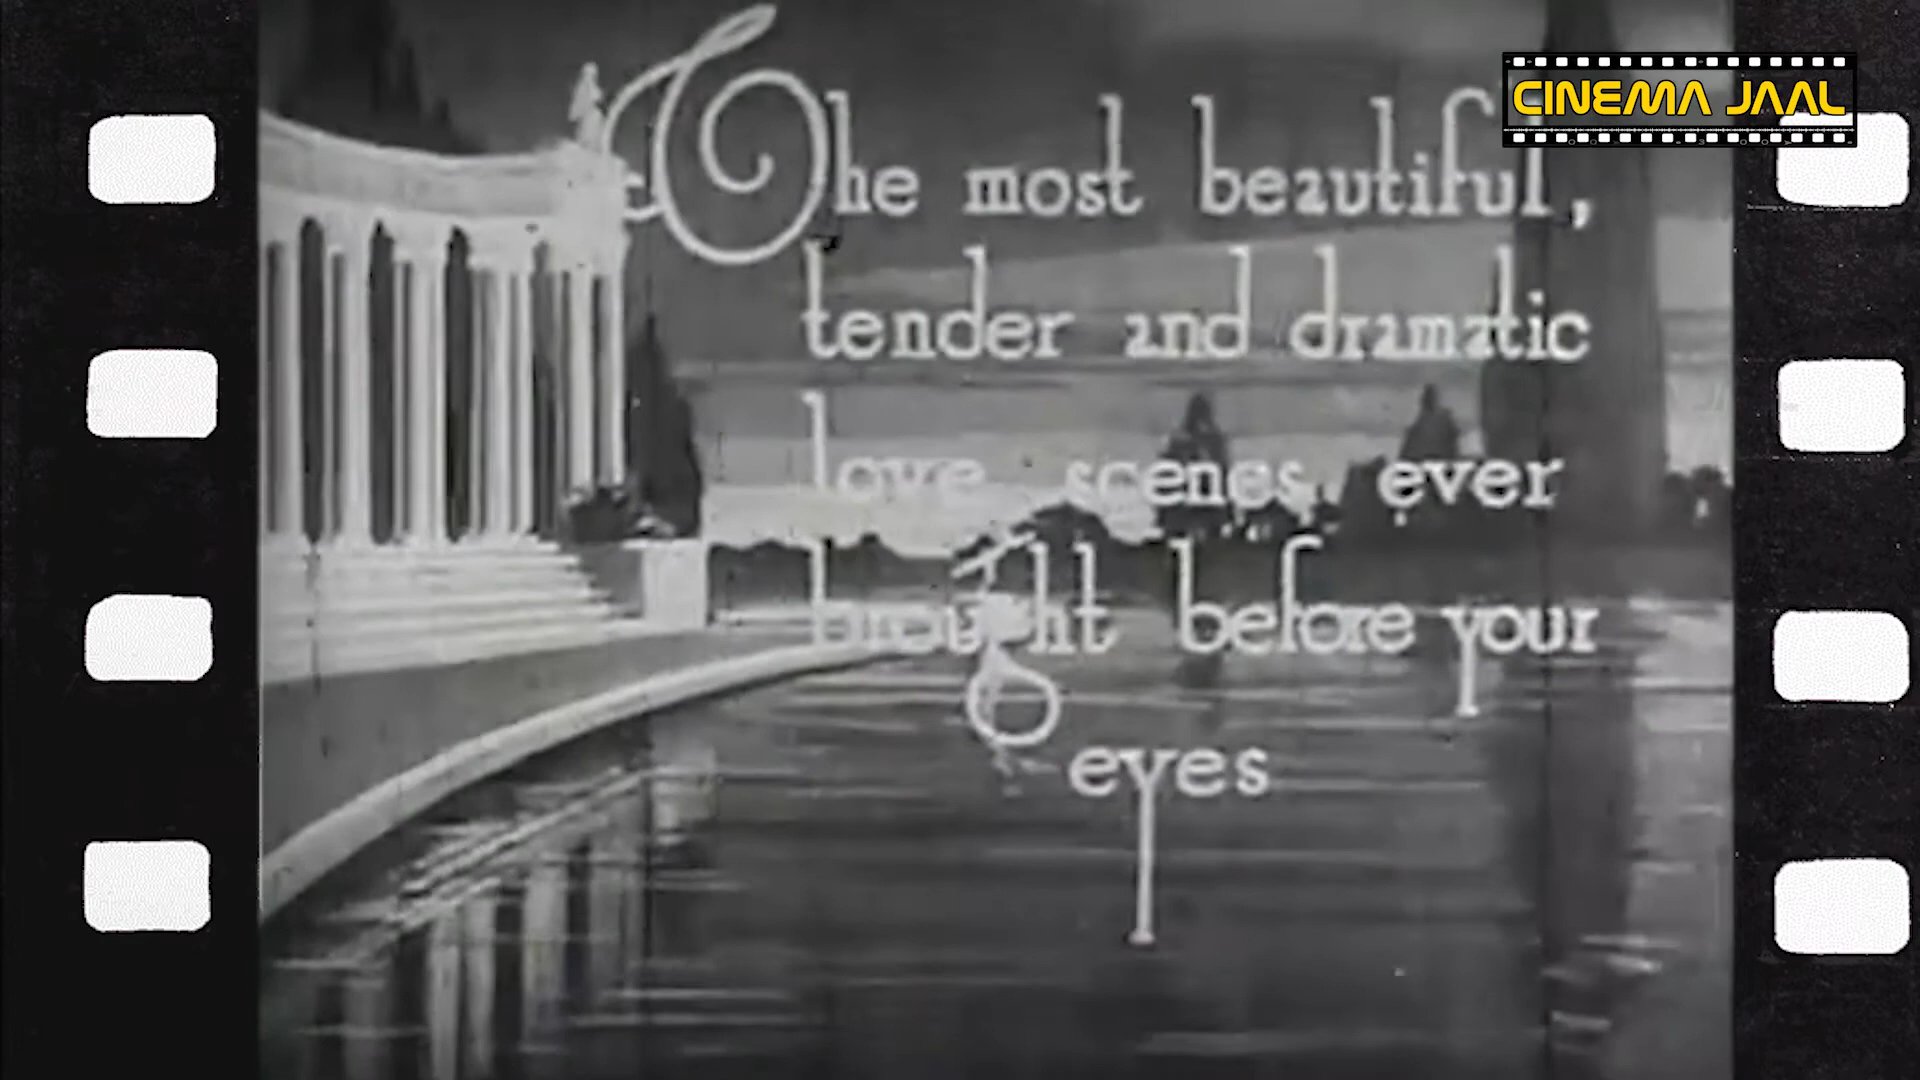 CINEMA JAAL
The most beautiful,
tender and dramatic
love scenes ever
brought before your
eyes